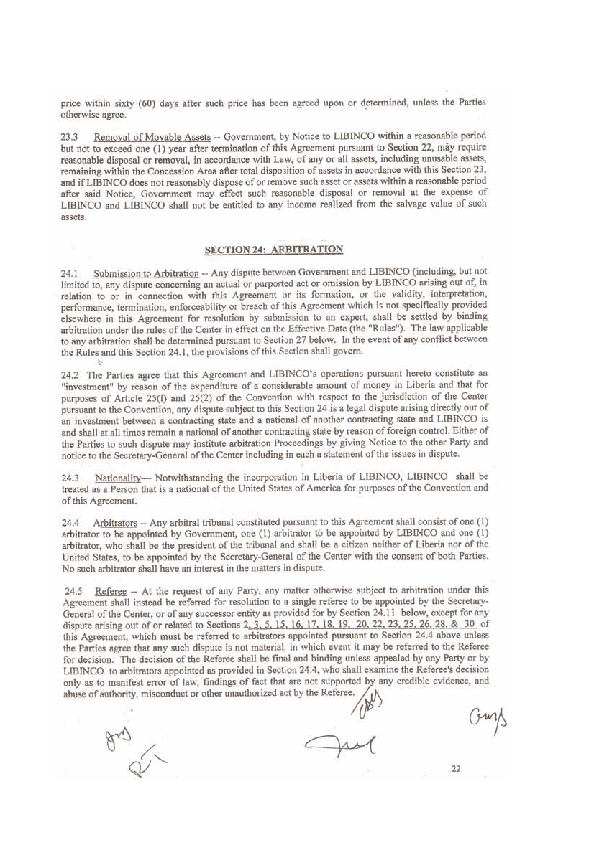 price within sixty (60) days after such price has been agreed upon or determined, unless the Parties
otherwise agree.
23.3 Removal of Movable Assets -- Government, by Notice to LIBINCO within a reasonable period
but not to exceed one (1) year after termination of this Agreement pursuant to Section 22, may require
reasonable disposal or removal, in accordance with Law, of any or all assets, including unusable assets,
remaining within the Concession Area after total disposition of assets in accordance with this Section 23,
and if LIBINCO does not reasonably dispose of or remove such asset or assets within a reasonable period
after said Notice, Government may effect such reasonable disposal or removal at the expense of
LIBINCO and LIBINCO shall not be entitled to any income realized from the salvage value of such
assets.
SECTION 24: ARBITRATION
24.1 Submission to Arbitration -- Any dispute between Government and LIBINCO (including, but not
limited to, any dispute concerning an actual or purported act or omission by LIBINCO arising out of, in
relation to or in connection with this Agreement or its formation, or the validity, interpretation,
performance, termination, enforceability or breach of this Agreement which is not specifically provided
elsewhere in this Agreement for resolution by submission to an expert, shall be settled by binding
arbitration under the rules of the Center in effect on the Effective Date (the "Rules"). The law applicable
to any arbitration shall be determined pursuant to Section 27 below. In the event of any conflict between
the Rules and this Section 24.1, the provisions of this Section shall govern.
24.2 The Parties agree that this Agreement and LIBINCO's operations pursuant hereto constitute an
"investment" by reason of the expenditure of a considerable amount of money in Liberia and that for
purposes of Article 25(1) and 25(2) of the Convention with respect to the jurisdiction of the Center
pursuant to the Convention, any dispute subject to this Section 24 is a legal dispute arising directly out of
an investment between a contracting state and a national of another contracting state and LIBINCO is
and shall at all times remain a national of another contracting state by reason of foreign control. Either of
the Parties to such dispute may institute arbitration Proceedings by giving Notice to the other Party and
notice to the Secretary-General of the Center including in each a statement of the issues in dispute.
24.3 Nationality--- Notwithstanding the incorporation in Liberia of LIBINCO, LIBINCO shall be
treated as a Person that is a national of the United States of America for purposes of the Convention and
of this Agreement.
24.4 Arbitrators -- Any arbitral tribunal constituted pursuant to this Agreement shall consist of one (1)
arbitrator to be appointed by Government, one (1) arbitrator to be appointed by LIBINCO and one (1)
arbitrator, who shall be the president of the tribunal and shall be a citizen neither of Liberia nor of the
United States, to be appointed by the Secretary-General of the Center with the consent of both Parties.
No such arbitrator shall have an interest in the matters in dispute.
24.5 Referee -- At the request of any Party, any matter otherwise subject to arbitration under this
Agreement shall instead be referred for resolution to a single referee to be appointed by the Secretary-
General of the Center, or of any successor entity as provided for by Section 24.11 below, except for any
dispute arising out of or related to Sections 2, 3, 5, 15, 16, 17, 18, 19, 20, 22, 23, 25, 26, 28, & 30 of
this Agreement, which must be referred to arbitrators appointed pursuant to Section 24.4 above unless
the Parties agree that any such dispute is not material, in which event it may be referred to the Referee
for decision. The decision of the Referee shall be final and binding unless appealed by any Party or by
LIBINCO to arbitrators appointed as provided in Section 24.4, who shall examine the Referee's decision
only as to manifest error of law, findings of fact that are not supported by any credible evidence, and
abuse of authority, misconduct or other unauthorized act by the Referee.
RT
22